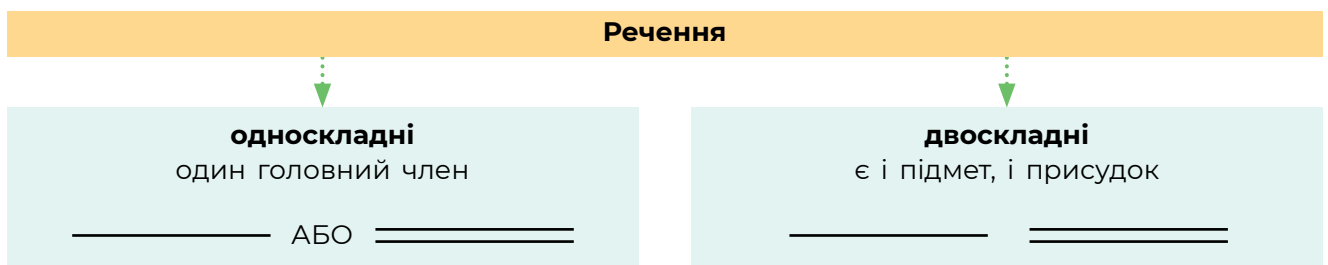 Речення
односкладні
один головний член
АБО
двоскладні
є і підмет, і присудок